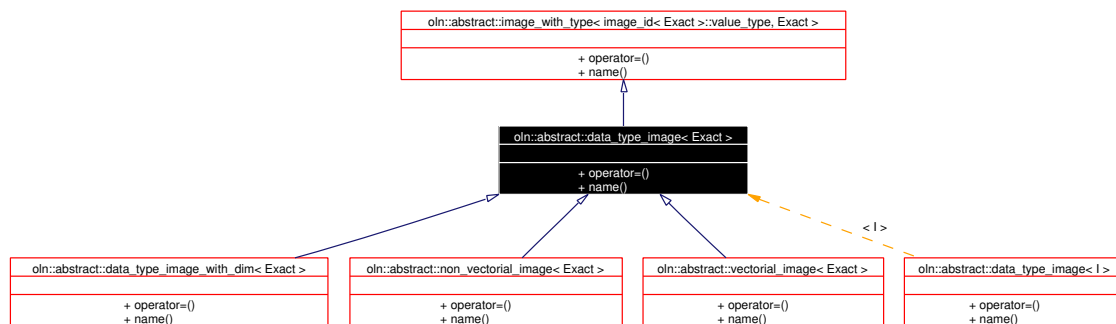 oln::abstract::image_with_type< image_id< Exact >::value_type, Exact >
+ operator=()
+ name()
oln::abstract::data_type_image< Exact >
+ operator=()
+ name()
< I >
oln::abstract::data_type_image_with_dim< Exact >
+ operator=()
+ name()
oln::abstract::non_vectorial_image< Exact >
+ operator=()
+ name()
oln::abstract::vectorial_image< Exact >
+ operator=()
+ name()
oln::abstract::data_type_image< I >
+ operator=()
+ name()